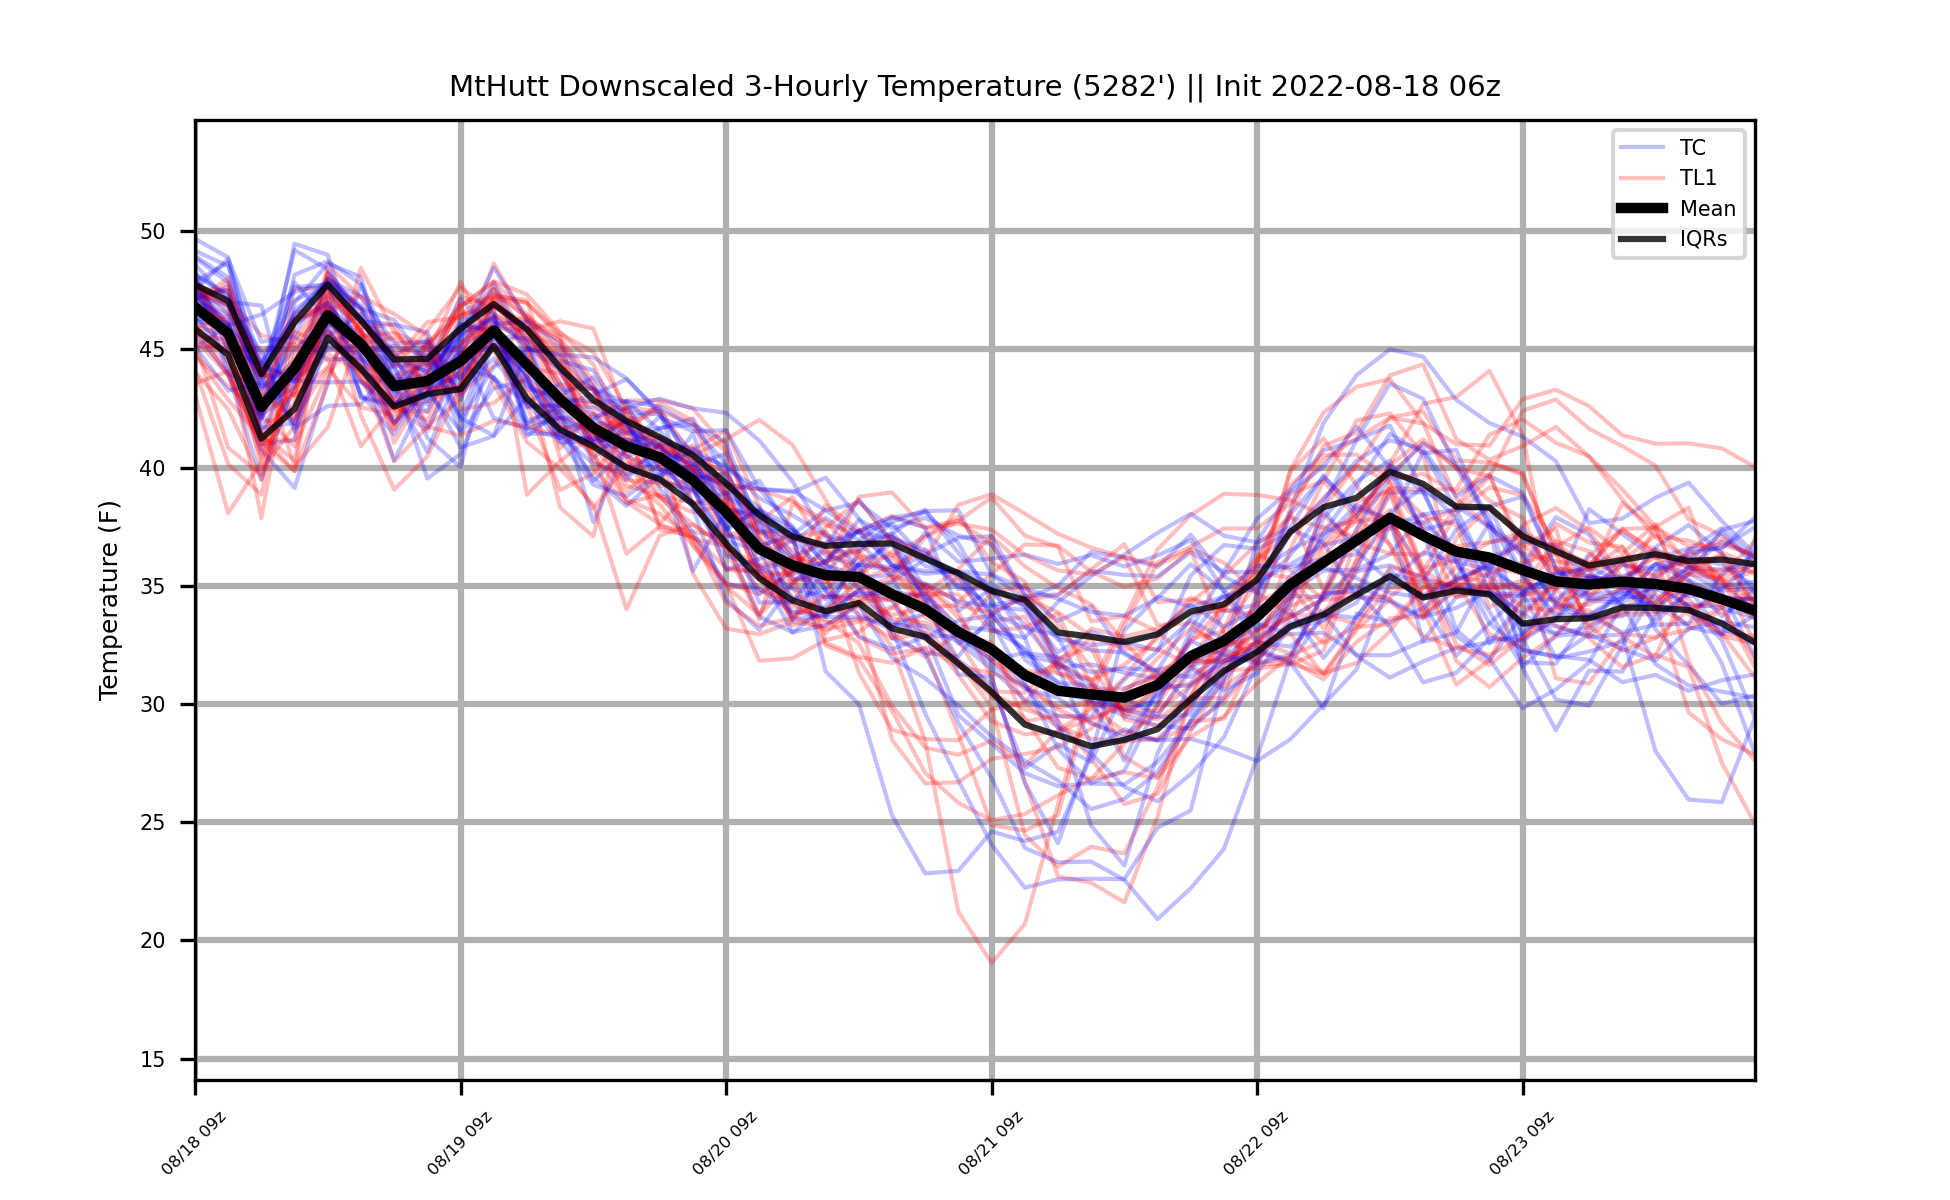 MtHutt Downscaled 3-Hourly Temperature (5282') || Init 2022-08-18 06z
TC
TL1
Mean
IQRs
Temperature (F)
50
45
40
35
30
25
20
15
08/18 09z
08/19 09z
08/20 09z
08/21 09z
08/22 09z
08/23 09z